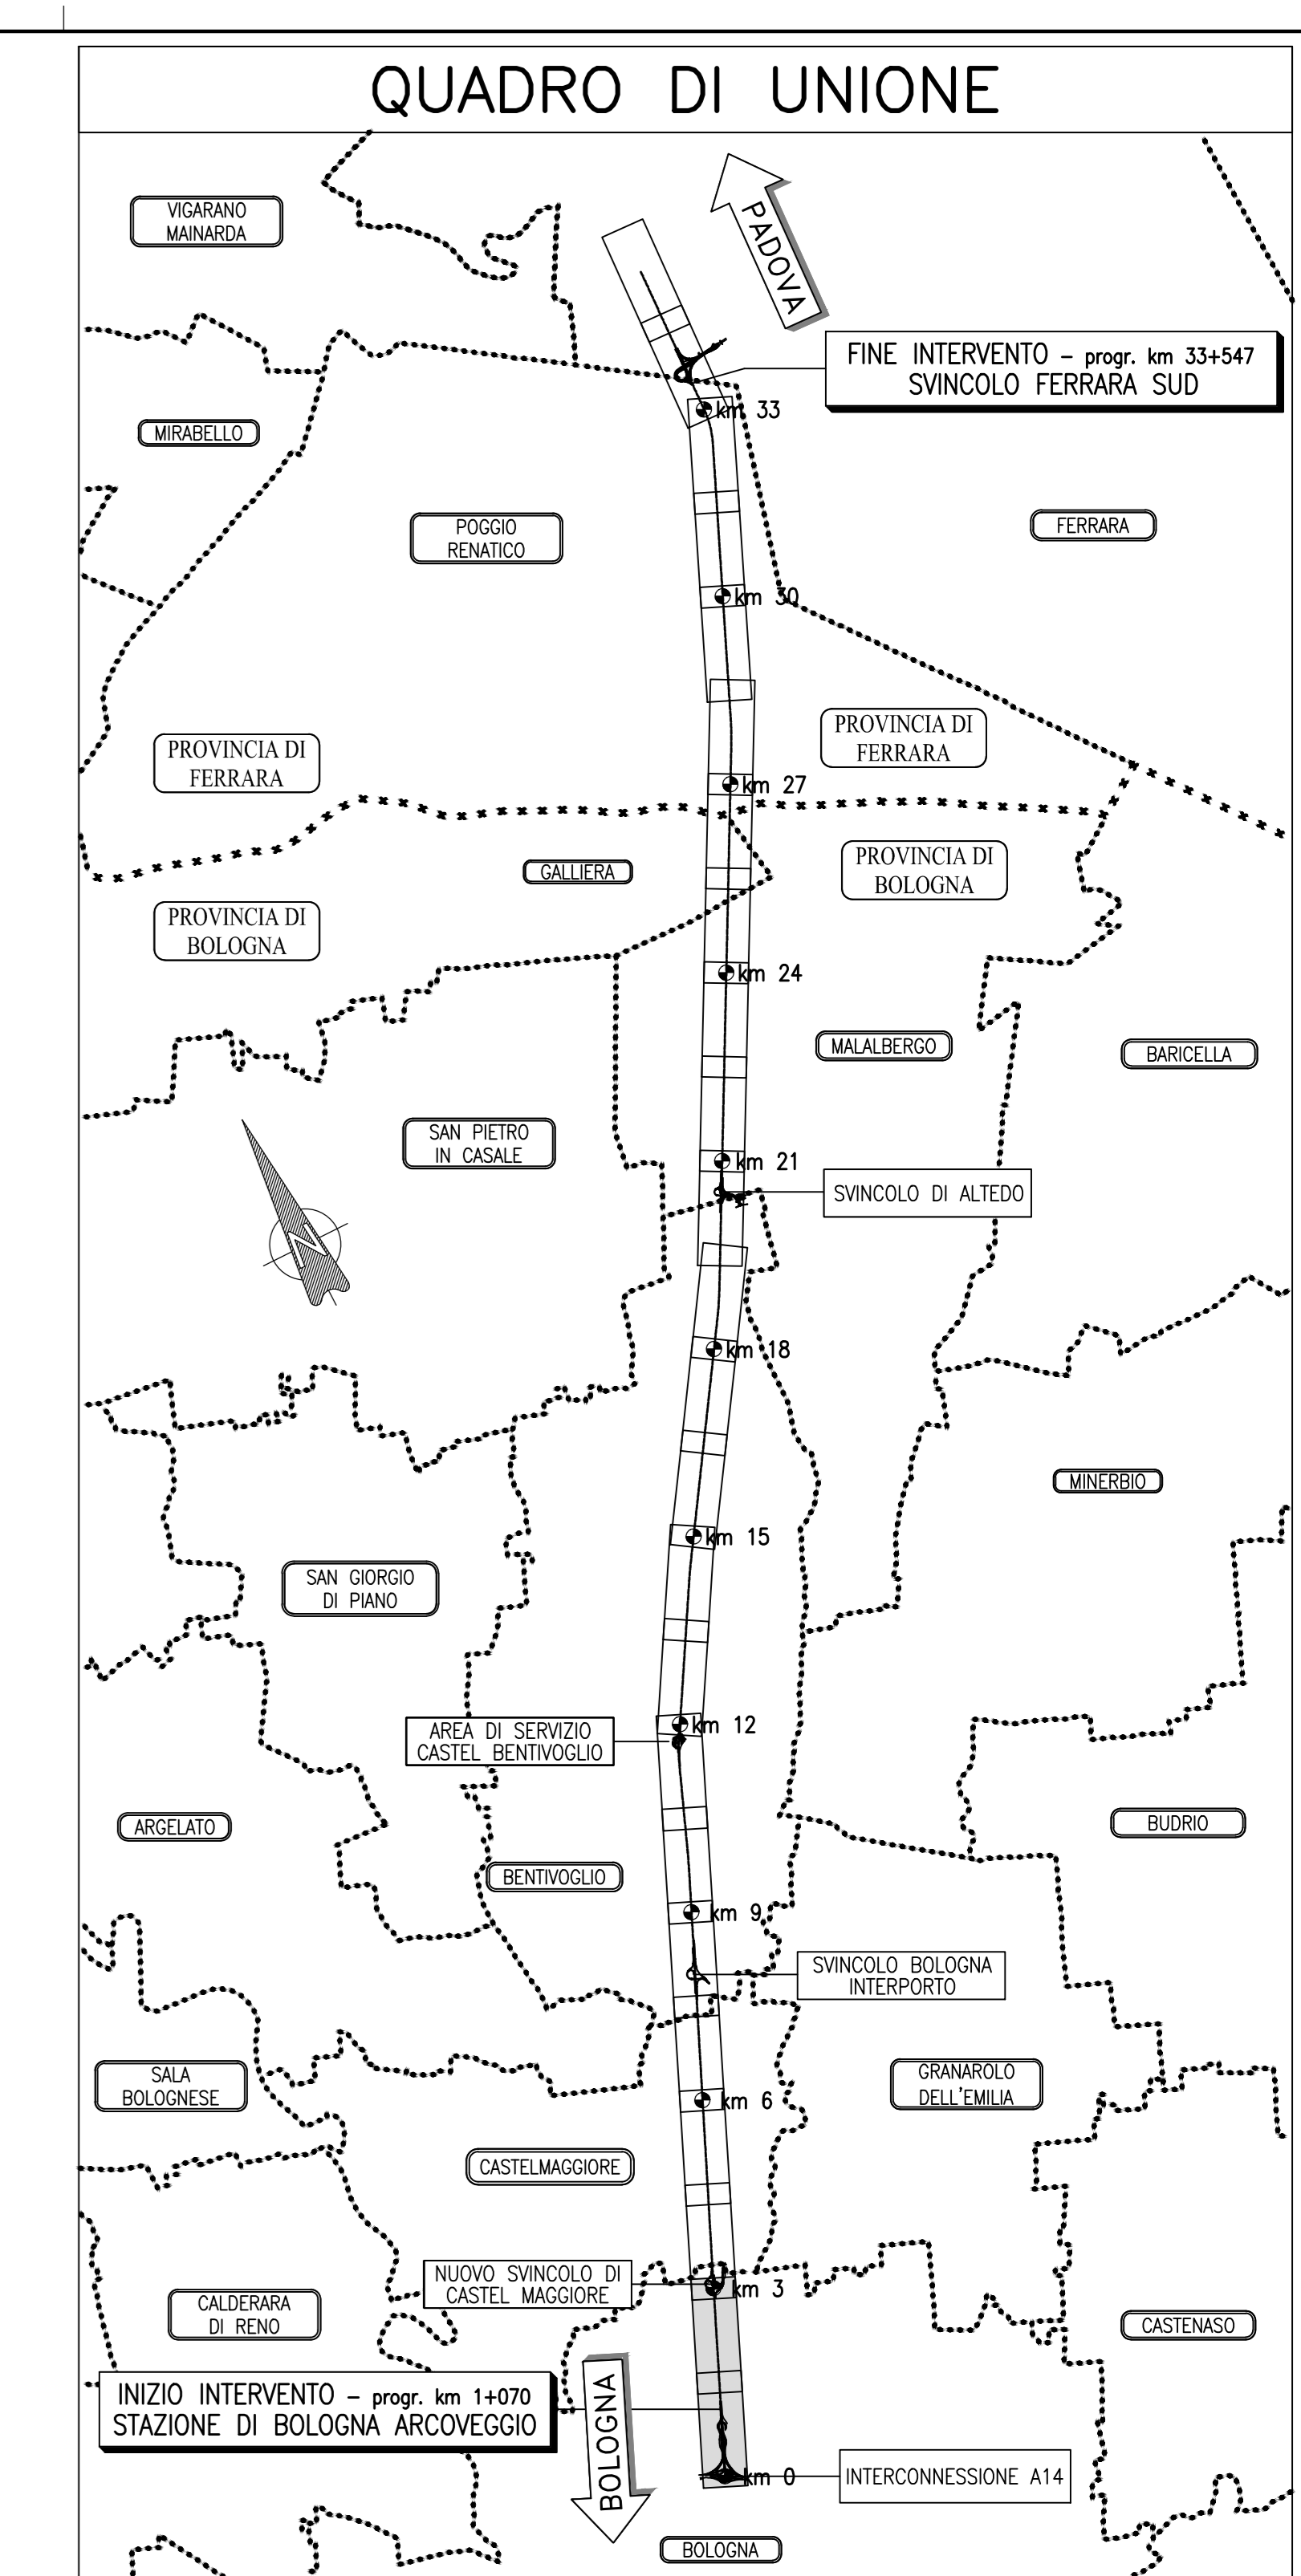 QUADRO DI UNIONE
VIGARANO
MAINARDA
PADOVA
FINE INTERVENTO – progr. km 33+547
SVINCOLO FERRARA SUD
km 33
MIRABELLO
POGGIO
RENATICO
FERRARA
km 30
PROVINCIA DI
FERRARA
PROVINCIA DI
FERRARA
km 27
PROVINCIA DI
BOLOGNA
GALLIERA
PROVINCIA DI
BOLOGNA
km 24
MALALBERGO
BARICELLA
SAN PIETRO
IN CASALE
km 21
SVINCOLO DI ALTEDO
N
km 18
MINERBIO
km 15
SAN GIORGIO
DI PIANO
km 12
AREA DI SERVIZIO
CASTEL BENTIVOGLIO
ARGELATO
BUDRIO
BENTIVOGLIO
km 9
SVINCOLO BOLOGNA
INTERPORTO
SALA
BOLOGNESE
GRANAROLO
DELL'EMILIA
km 6
CASTELMAGGIORE
NUOVO SVINCOLO DI
CASTEL MAGGIORE
km 3
CALDERARA
DI RENO
CASTENASO
INIZIO INTERVENTO – progr. km 1+070
STAZIONE DI BOLOGNA ARCOVEGGIO
BOLOGNA
km 0
INTERCONNESSIONE A14
BOLOGNA